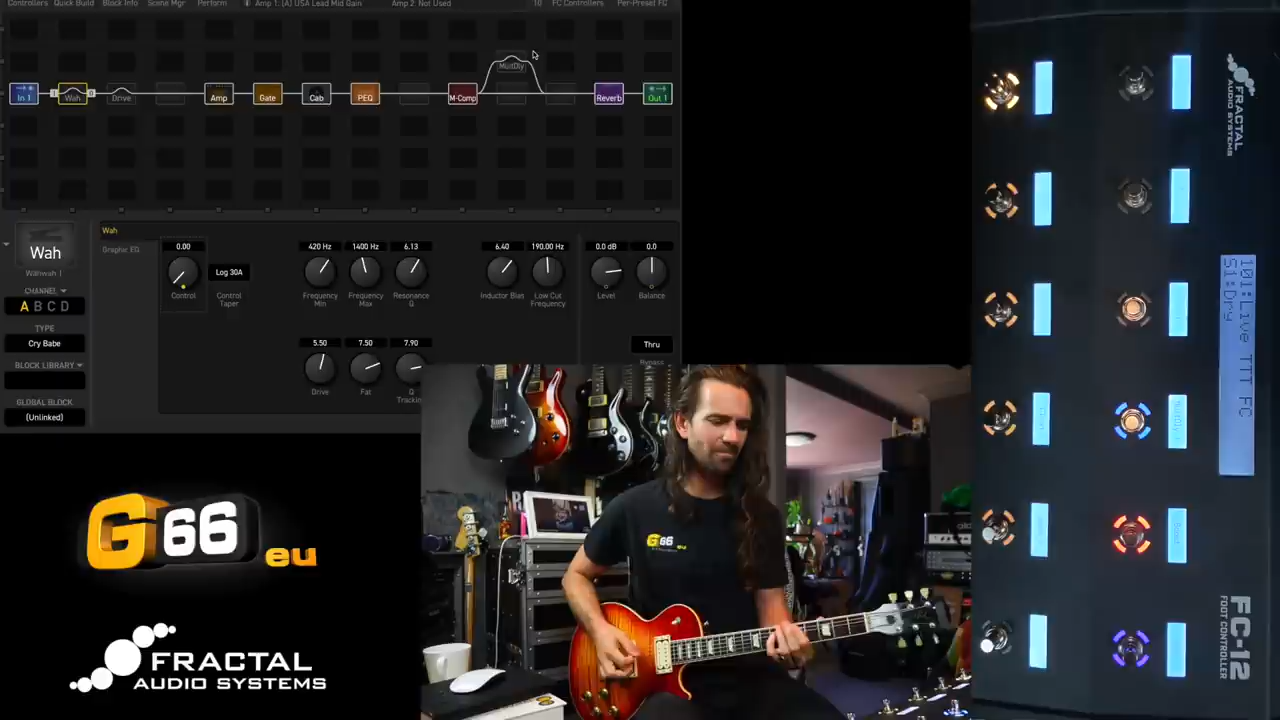 Controllers Quick Build Block Info Scene Mgr Perform Amp 1: (A) USA Lead Mid Gain Amp 2: Not Used 10 FC Controllers Per-Preset FC
MultDly
In 1 Wah Drive Amp Gate Cab PEQ M-Comp Reverb Out 1
Wah
Wahwah 1
CHANNEL
A B C D
TYPE
Cry Babe
BLOCK LIBRARY
GLOBAL BLOCK
(Unlinked)
Wah
Graphic EQ
0.00 420 Hz 1400 Hz 6.13 6.40 190.00 Hz 0.0 dB 0.0
Log 30A
Control Control Taper Frequency Min Frequency Max Resonance Q Inductor Bias Low Cut Frequency Level Balance
5.50 7.50 7.90 Thru
Drive Fat Q Tracking Bypass
G66
eu
FRACTAL
AUDIO SYSTEMS
G66
eu
FRACTAL
AUDIO SYSTEMS
101:Live TTT FC
S1:Dry
FC-12
FOOT CONTROLLER